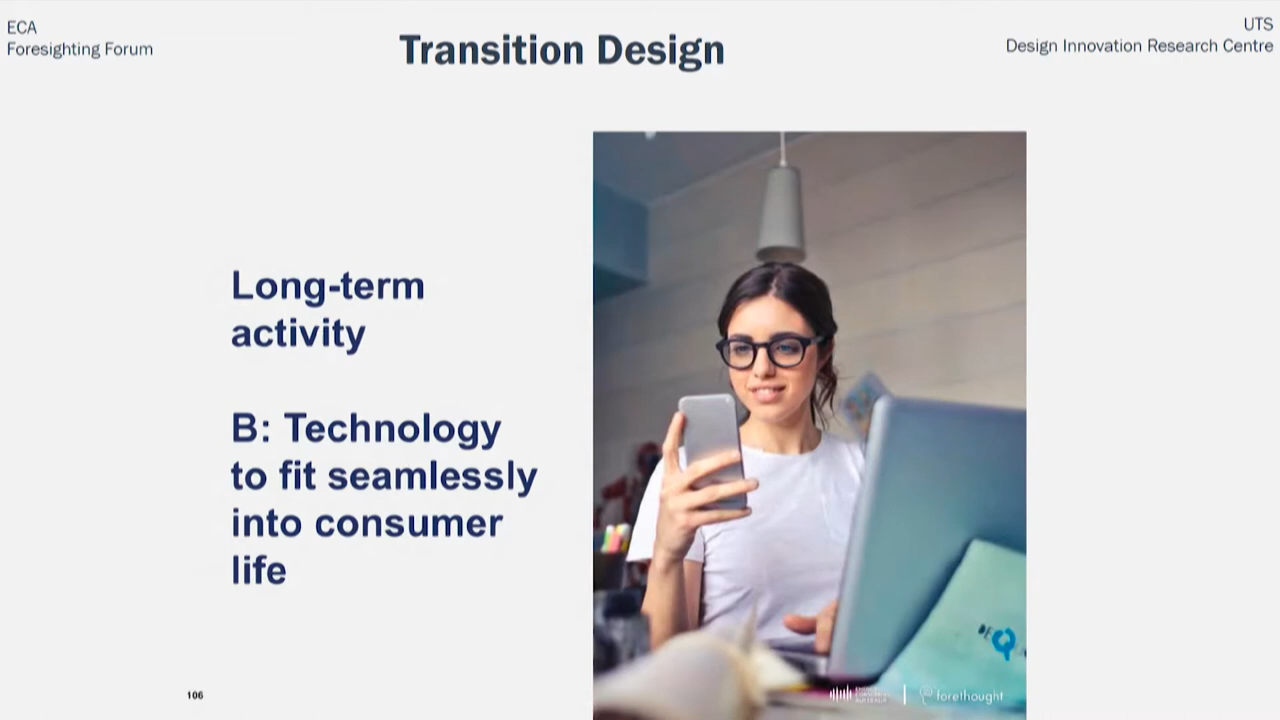 ECA
Foresighting Forum
Transition Design
UTS
Design Innovation Research Centre
Long-term
activity
B: Technology
to fit seamlessly
into consumer
life
106
forethought